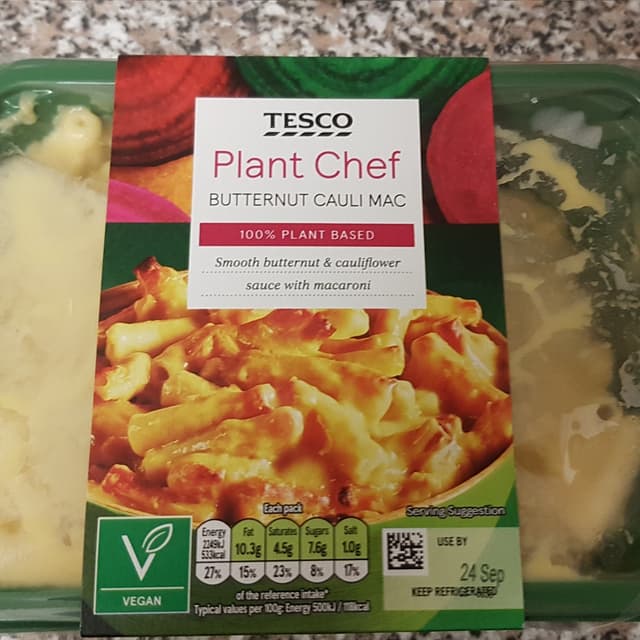 TESCO
Plant Chef
BUTTERNUT CAULI MAC
100% PLANT BASED
Smooth butternut & cauliflower
sauce with macaroni
Each pack
Serving Suggestion
Energy Fat Saturates Sugars Salt
2249kJ 10.3g 4.5g 7.6g 1.0g
533kcal
27% 15% 23% 8% 17%
of the reference intake*
Typical values per 100g: Energy 500kJ / 118kcal
V
VEGAN
USE BY
24 Sep
KEEP REFRIGERATED